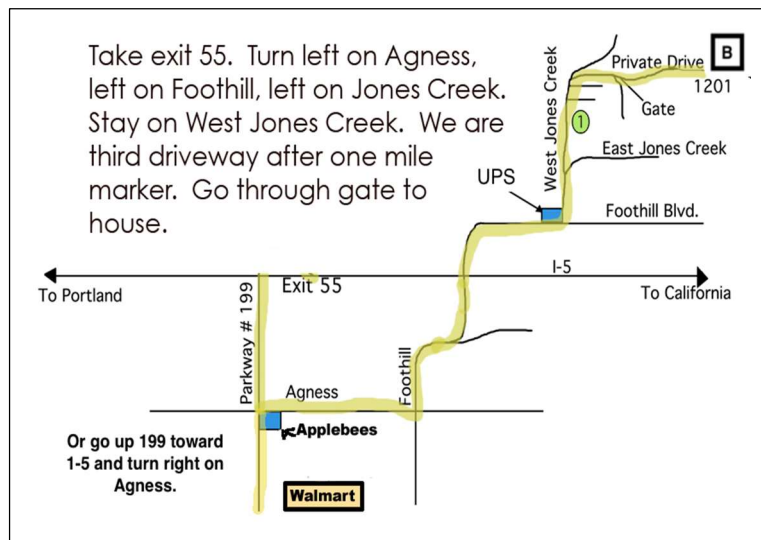 Take exit 55. Turn left on Agness,
left on Foothill, left on Jones Creek.
Stay on West Jones Creek. We are
third driveway after one mile
marker. Go through gate to
house.
B
Private Drive
1201
Gate
West Jones Creek
1
East Jones Creek
UPS
Foothill Blvd.
I-5
To Portland
Exit 55
To California
Parkway # 199
Foothill
Agness
Applebees
Or go up 199 toward
1-5 and turn right on
Agness.
Walmart